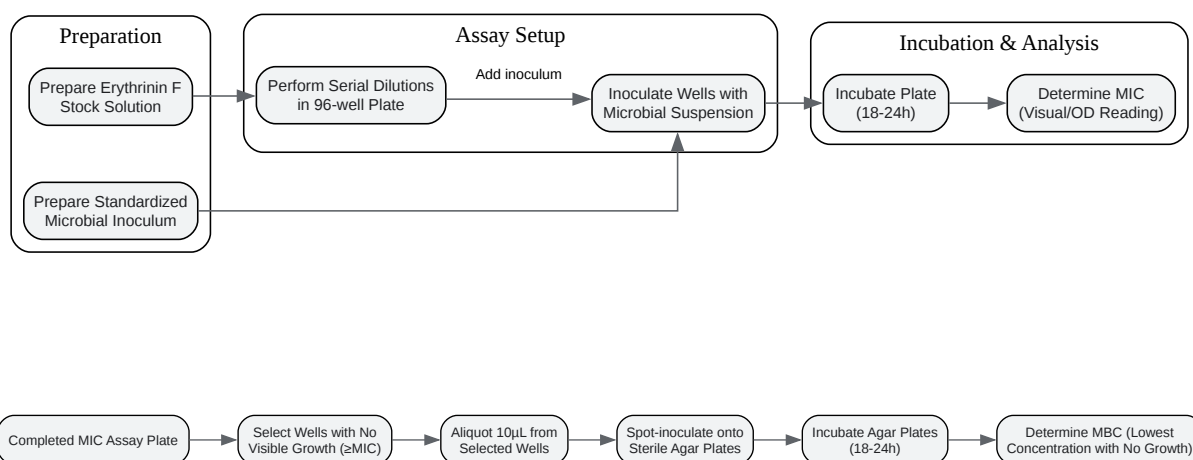 Preparation
Prepare Erythrinin F
Stock Solution
Prepare Standardized
Microbial Inoculum
Assay Setup
Perform Serial Dilutions
in 96-well Plate
Add inoculum
Inoculate Wells with
Microbial Suspension
Incubation & Analysis
Incubate Plate
(18-24h)
Determine MIC
(Visual/OD Reading)
Completed MIC Assay Plate
Select Wells with No
Visible Growth (≥MIC)
Aliquot 10µL from
Selected Wells
Spot-inoculate onto
Sterile Agar Plates
Incubate Agar Plates
(18-24h)
Determine MBC (Lowest
Concentration with No Growth)